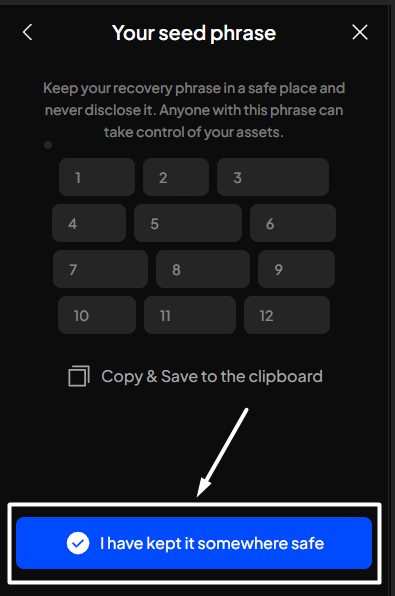 Your seed phrase
Keep your recovery phrase in a safe place and
never disclose it. Anyone with this phrase can
take control of your assets.
1 2 3
4 5 6
7 8 9
10 11 12
Copy & Save to the clipboard
I have kept it somewhere safe